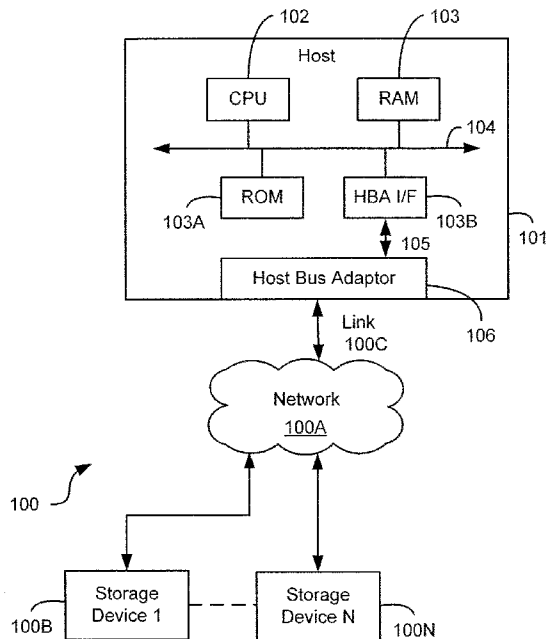 102
103
Host
CPU
RAM
104
ROM
HBA I/F
103A
103B
101
105
Host Bus Adaptor
106
Link
100C
Network
100A
100
Storage
Device 1
Storage
Device N
100B
100N